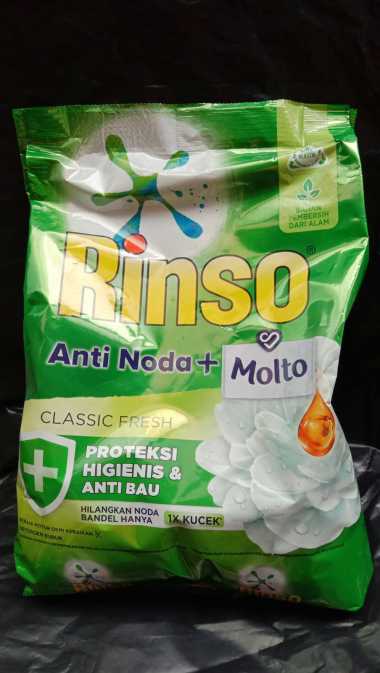 BAHAN
PEMBERSIH
DARI ALAM
Rinso®
Anti Noda +
Molto
CLASSIC FRESH
PROTEKSI
HIGIENIS &
ANTI BAU
HILANGKAN NODA
BANDEL HANYA
1X KUCEK*
Rinso